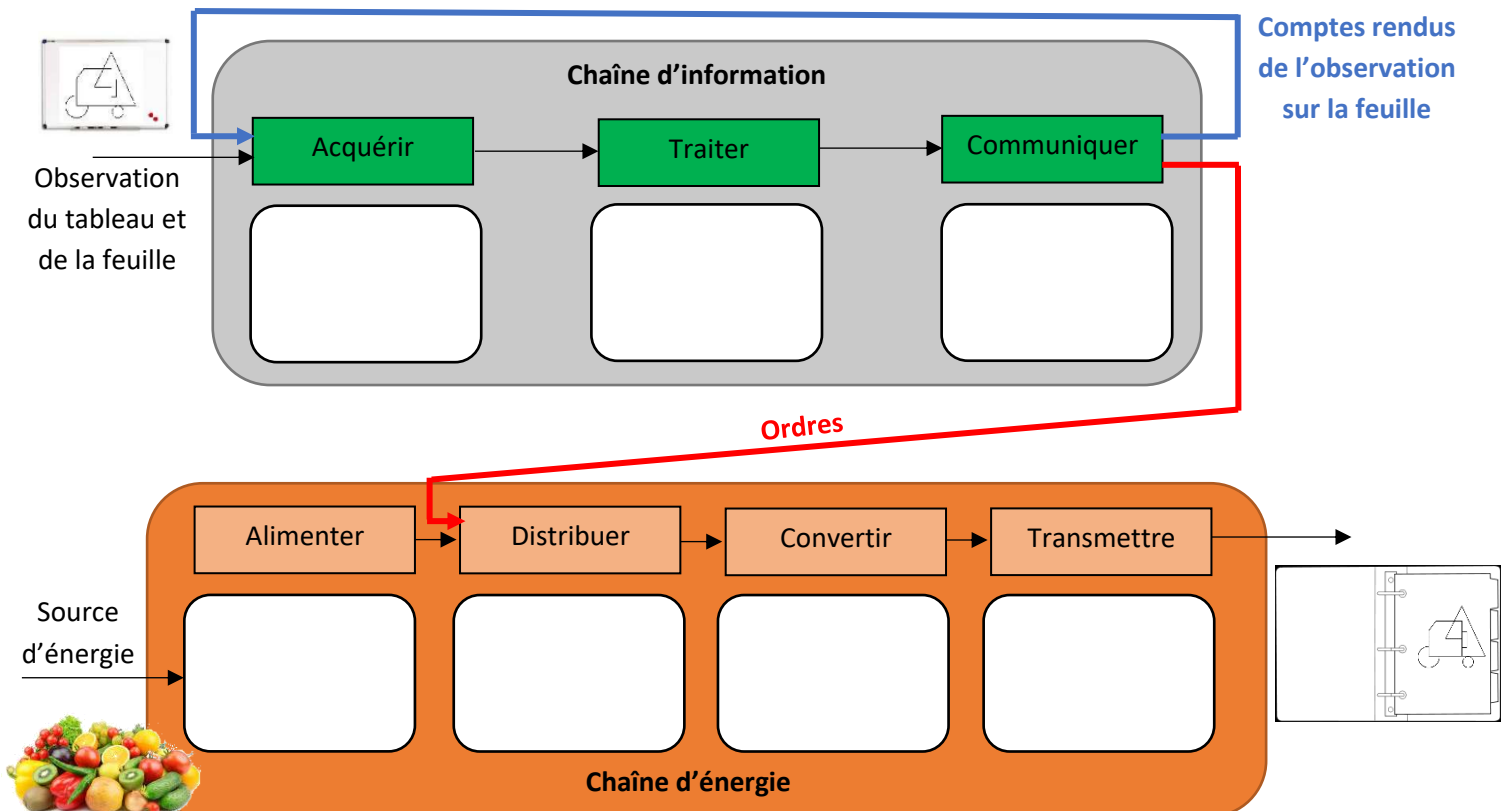 Comptes rendus
de l’observation
sur la feuille
Chaîne d’information
Acquérir
Traiter
Communiquer
Observation
du tableau et
de la feuille
Ordres
Alimenter
Distribuer
Convertir
Transmettre
Source
d’énergie
Chaîne d’énergie